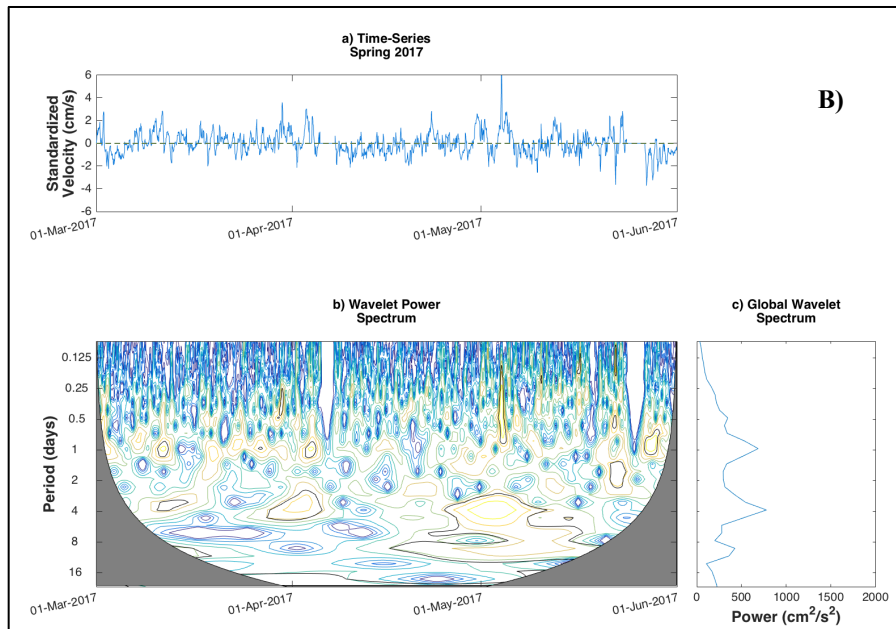 a) Time-Series
Spring 2017
B)
Standardized
Velocity (cm/s)
6
4
2
0
-2
-4
-6
01-Mar-2017
01-Apr-2017
01-May-2017
01-Jun-2017
b) Wavelet Power
Spectrum
Period (days)
0.125
0.25
0.5
1
2
4
8
16
01-Mar-2017
01-Apr-2017
01-May-2017
01-Jun-2017
c) Global Wavelet
Spectrum
0
500
1000
1500
2000
Power (cm²/s²)